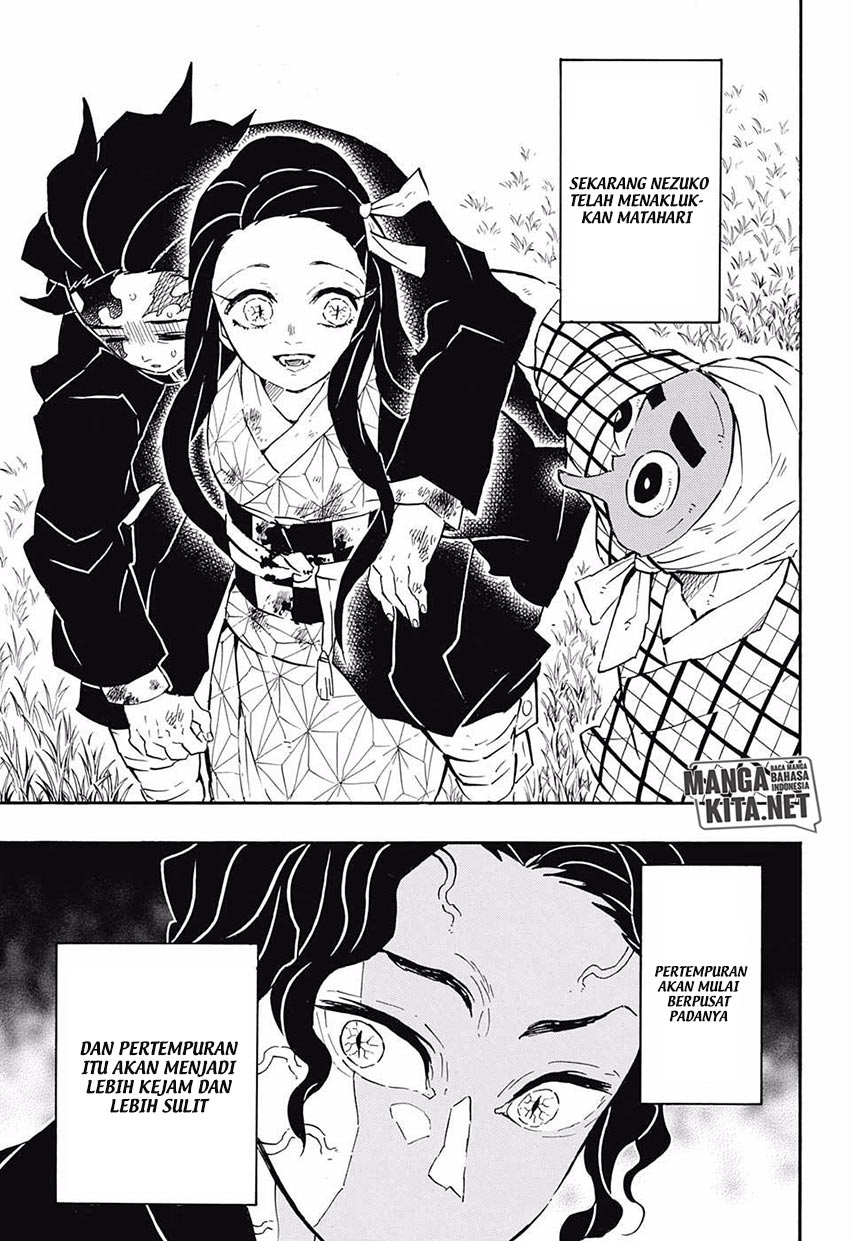 SEKARANG NEZUKO
TELAH MENAKLUK-
KAN MATAHARI
MANGA
KITA.NET
BACA MANGA
BAHASA
INDONESIA
PERTEMPURAN
AKAN MULAI
BERPUSAT
PADANYA
DAN PERTEMPURAN
ITU AKAN MENJADI
LEBIH KEJAM DAN
LEBIH SULIT